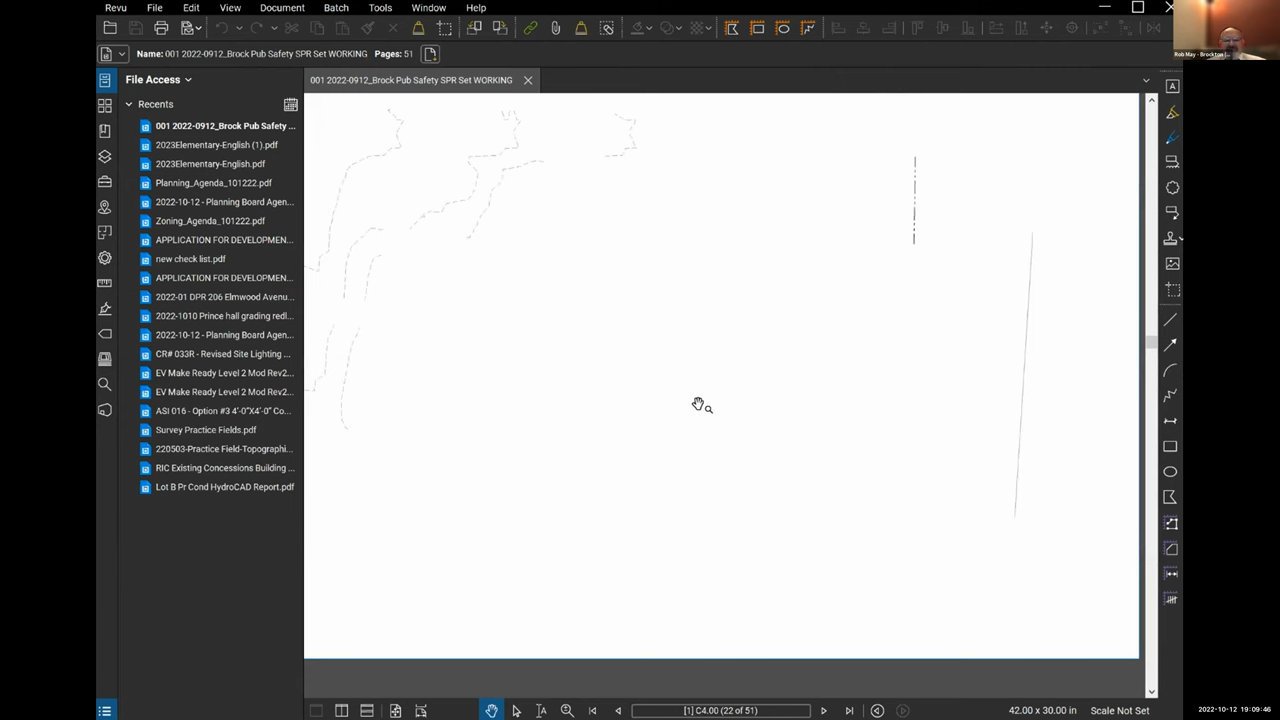 Revu File Edit View Document Batch Tools Window Help
Name: 001 2022-0912_Brock Pub Safety SPR Set WORKING Pages: 51
File Access
001 2022-0912_Brock Pub Safety SPR Set WORKING
Recents
001 2022-0912_Brock Pub Safety ...
2023Elementary-English (1).pdf
2023Elementary-English.pdf
Planning_Agenda_101222.pdf
2022-10-12 - Planning Board Agen...
Zoning_Agenda_101222.pdf
APPLICATION FOR DEVELOPMEN...
new check list.pdf
APPLICATION FOR DEVELOPMEN...
2022-01 DPR 206 Elmwood Avenu...
2022-1010 Prince hall grading redl...
2022-10-12 - Planning Board Agen...
CR# 033R - Revised Site Lighting ...
EV Make Ready Level 2 Mod Rev2...
EV Make Ready Level 2 Mod Rev2...
ASI 016 - Option #3 4'-0"X4'-0" Co...
Survey Practice Fields.pdf
220503-Practice Field-Topographi...
RIC Existing Concessions Building ...
Lot B Pr Cond HydroCAD Report.pdf
Rob May - Brockton
[1] C4.00 (22 of 51)
42.00 x 30.00 in
Scale Not Set
2022-10-12 19:09:46